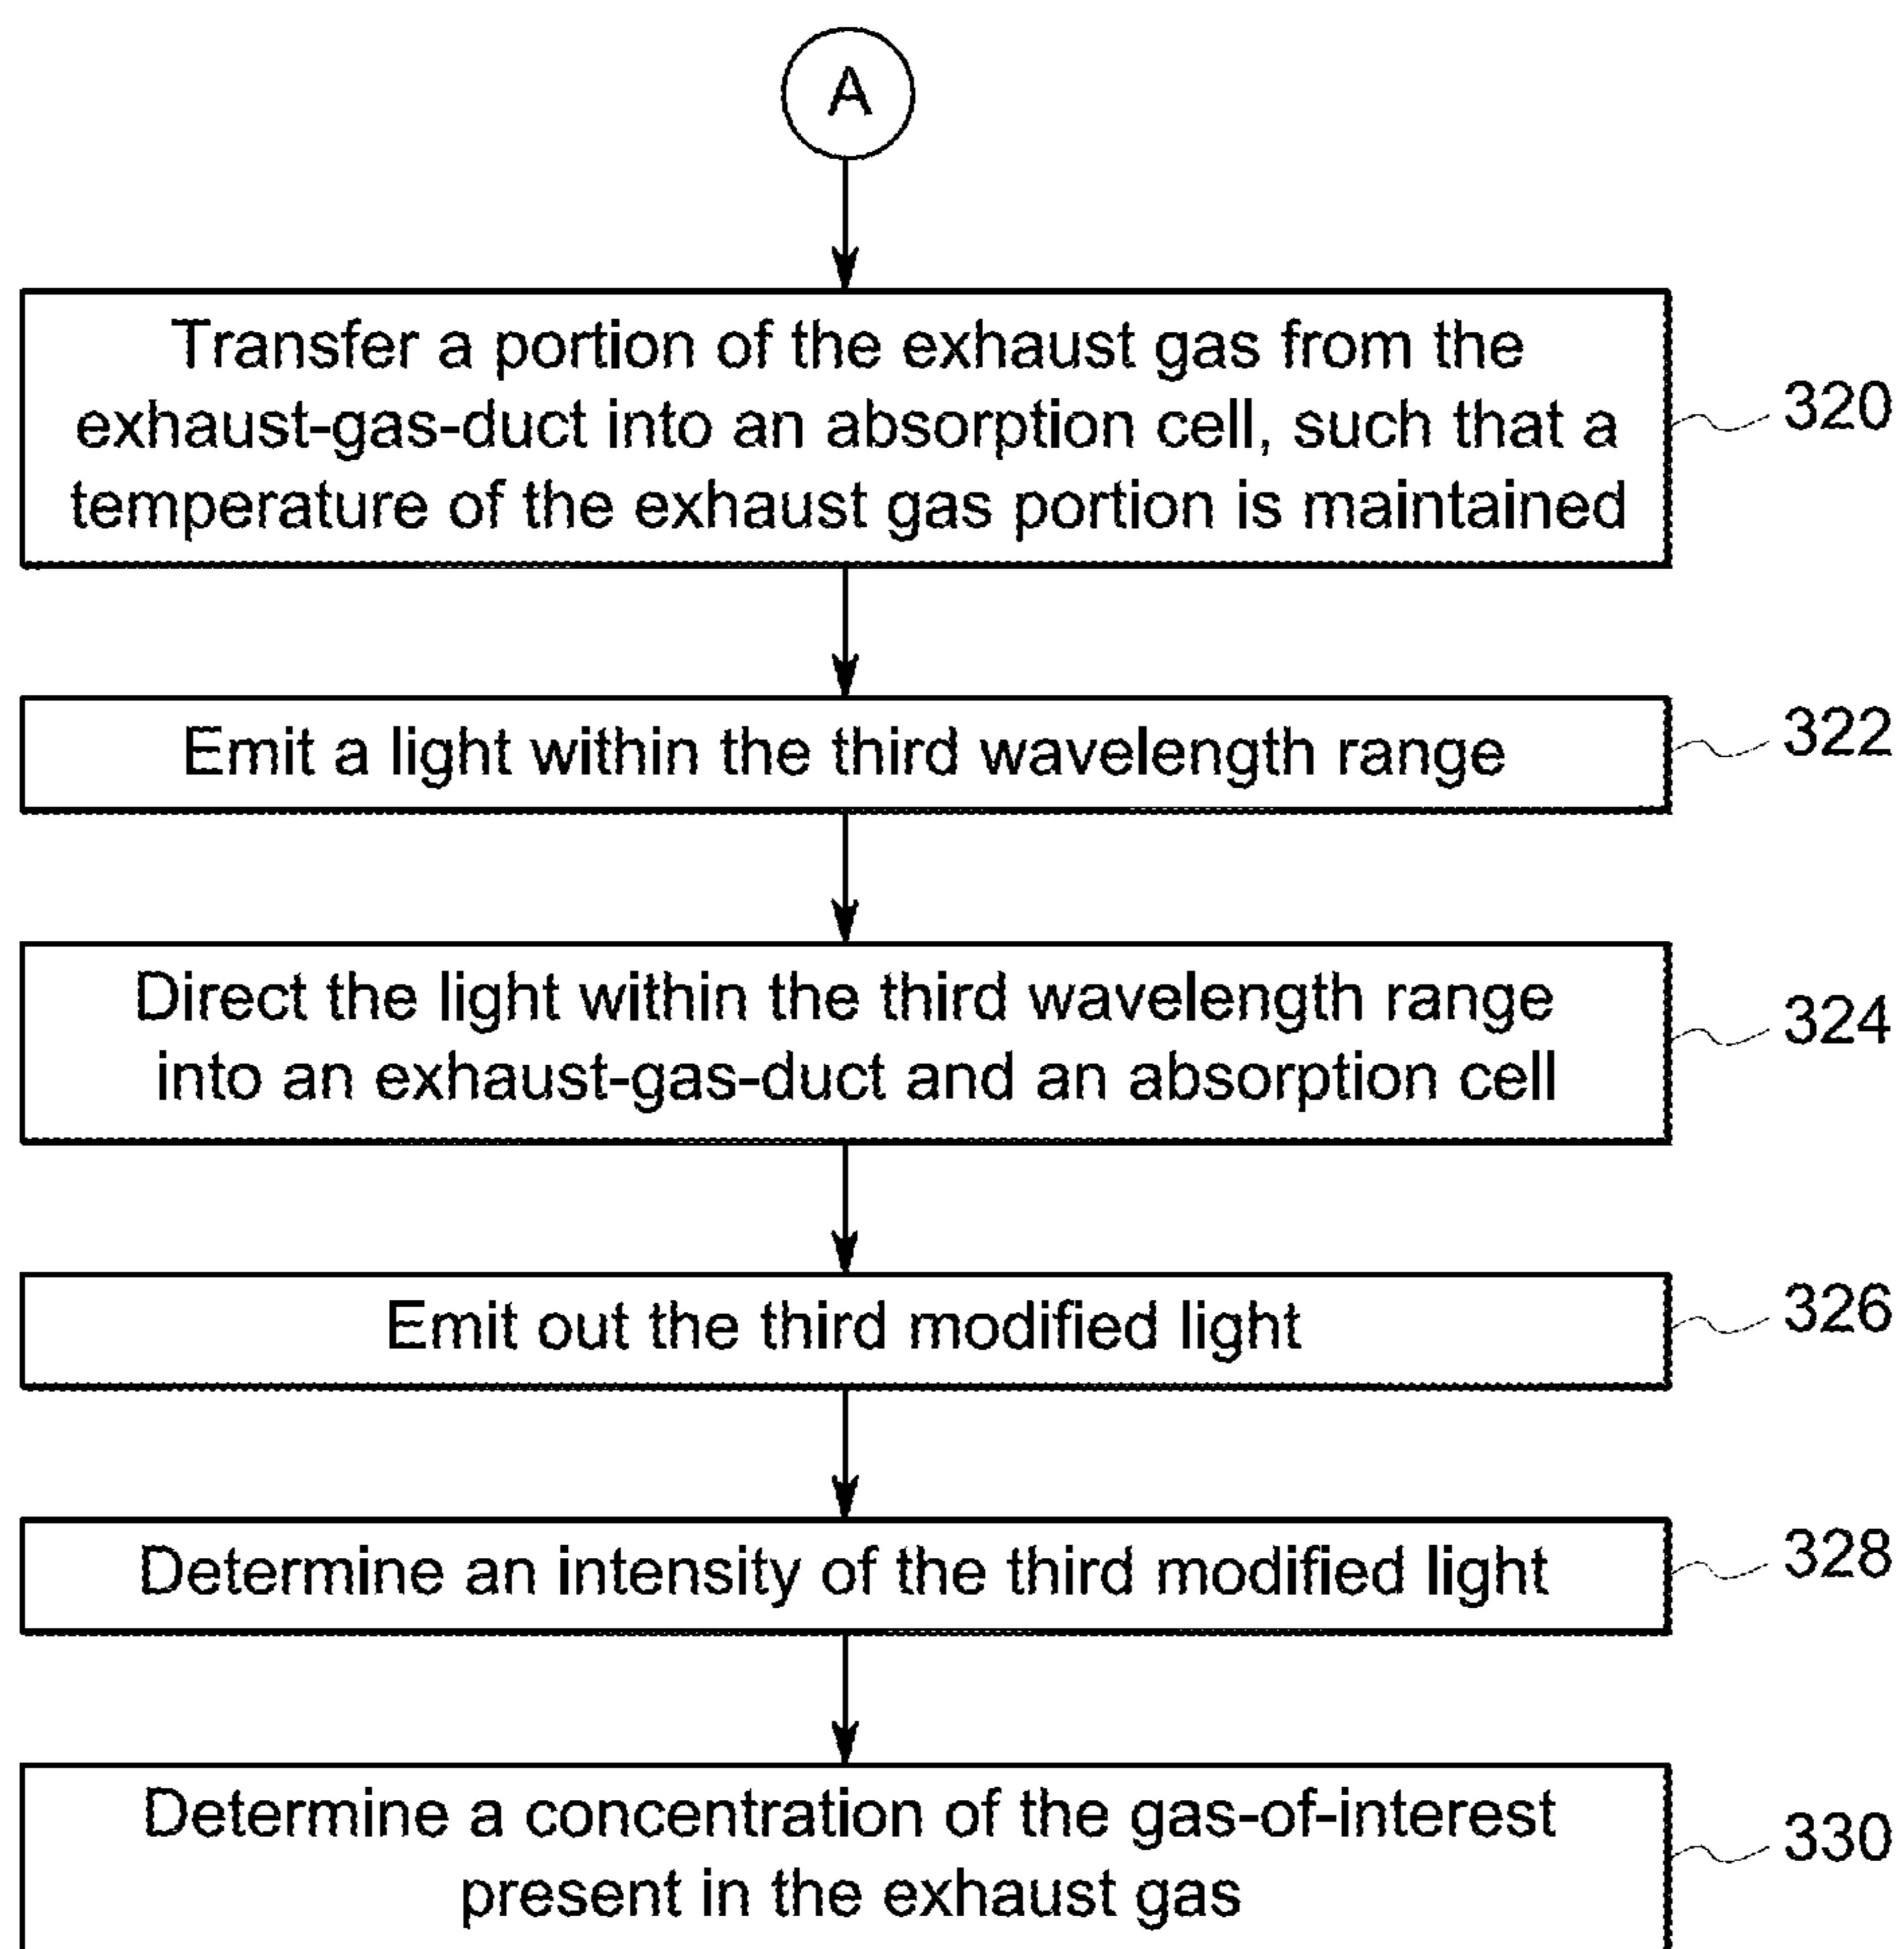 A
Transfer a portion of the exhaust gas from the
exhaust-gas-duct into an absorption cell, such that a
temperature of the exhaust gas portion is maintained
320
Emit a light within the third wavelength range
322
Direct the light within the third wavelength range
into an exhaust-gas-duct and an absorption cell
324
Emit out the third modified light
326
Determine an intensity of the third modified light
328
Determine a concentration of the gas-of-interest
present in the exhaust gas
330